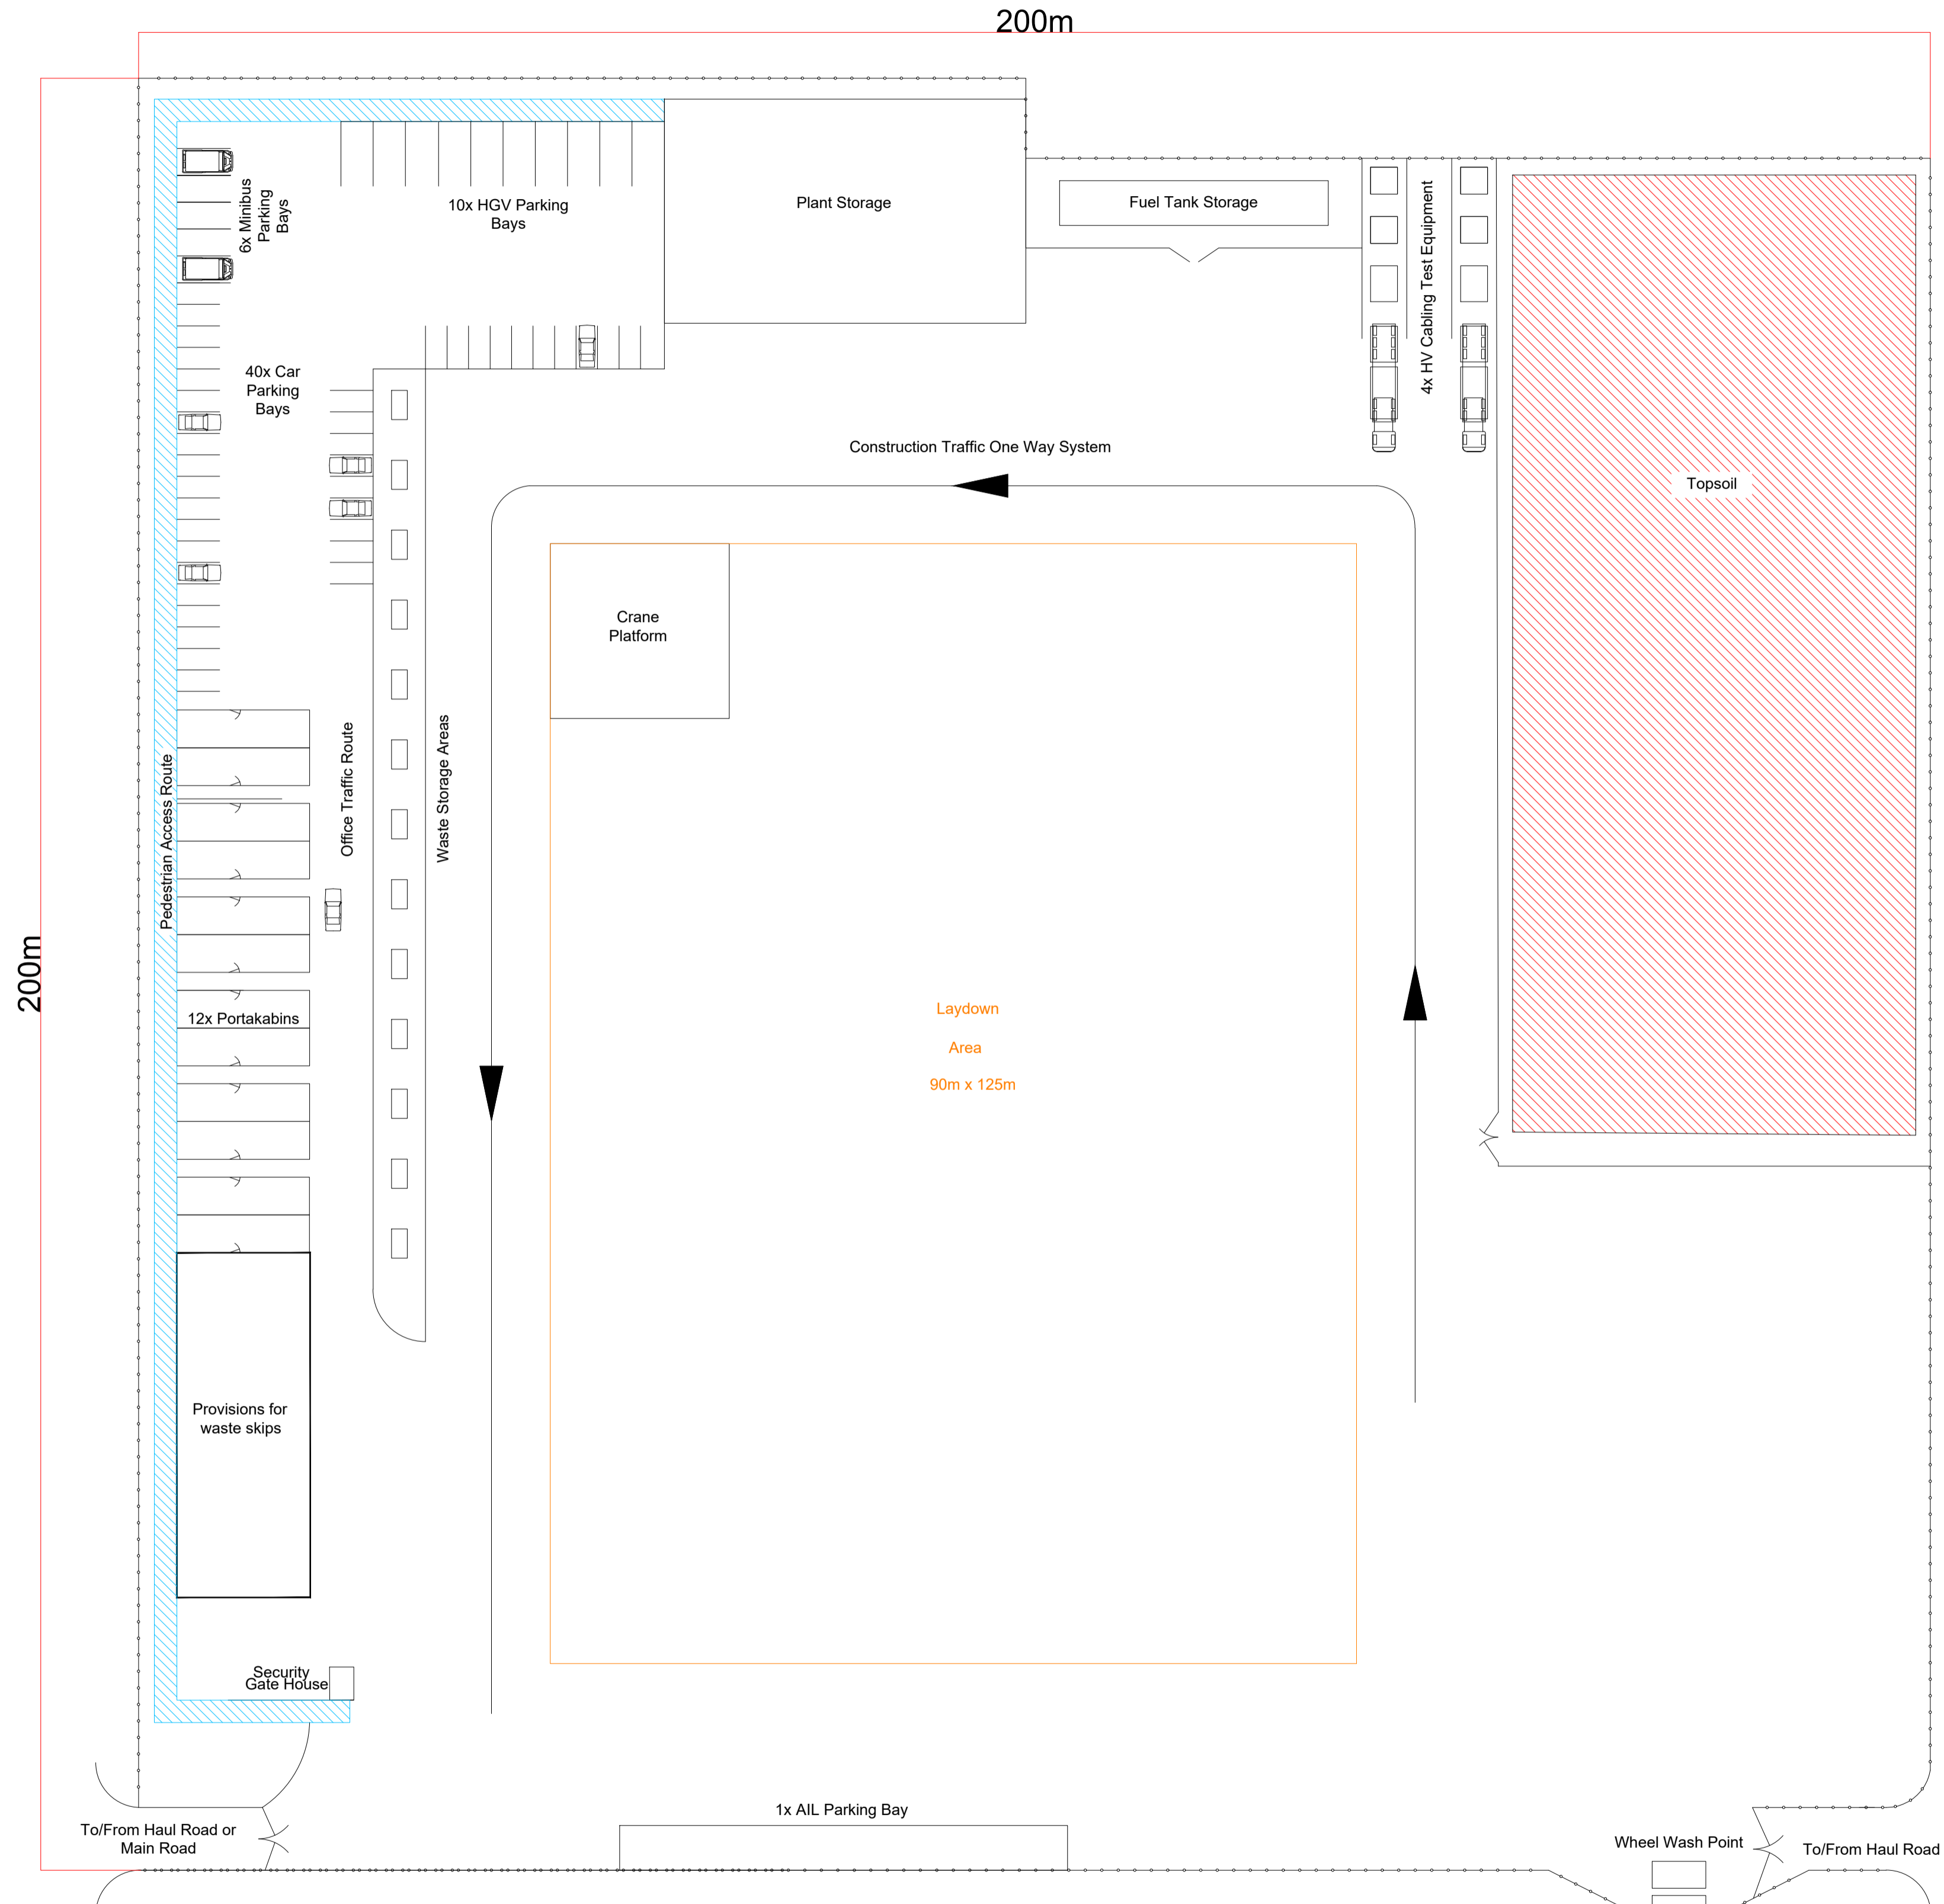 200m
Plant Storage
Fuel Tank Storage
10x HGV Parking
Bays
6x Minibus
Parking
Bays
4x HV Cabling Test Equipment
40x Car
Parking
Bays
Construction Traffic One Way System
Topsoil
Crane
Platform
Office Traffic Route
Waste Storage Areas
Pedestrian Access Route
200m
12x Portakabins
Laydown
Area
90m x 125m
Provisions for
waste skips
Security
Gate House
1x AIL Parking Bay
To/From Haul Road or
Main Road
Wheel Wash Point
To/From Haul Road